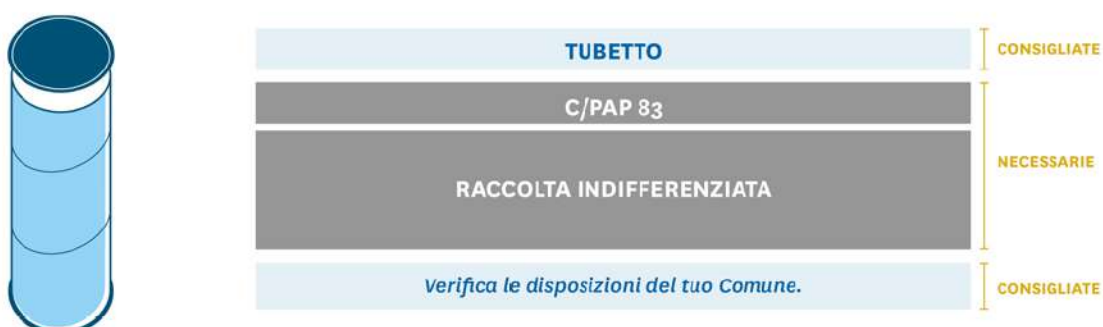 TUBETTO
CONSIGLIATE
C/PAP 83
RACCOLTA INDIFFERENZIATA
NECESSARIE
Verifica le disposizioni del tuo Comune.
CONSIGLIATE